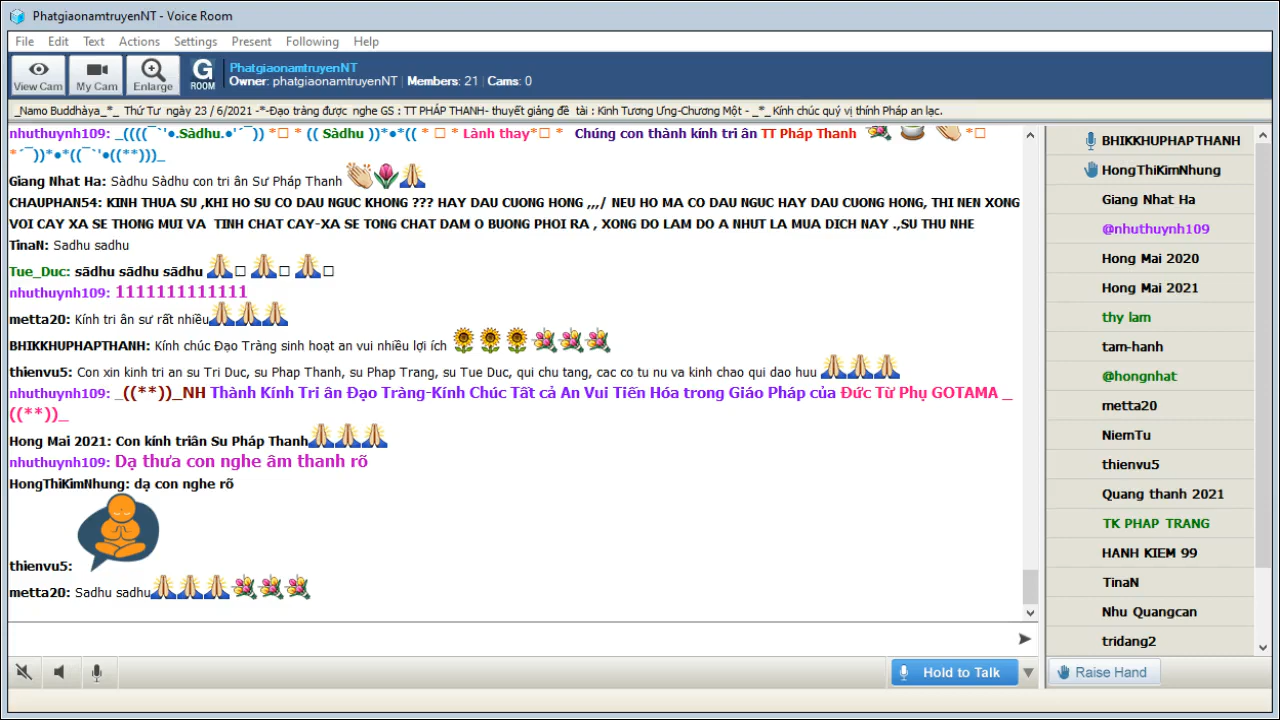 PhatgiaonamtruyenNT - Voice Room
File Edit Text Actions Settings Present Following Help
View Cam My Cam Enlarge
G ROOM
PhatgiaonamtruyenNT
Owner: phatgiaonamtruyenNT Members: 21 Cams: 0
_Namo Buddhàya_*_ Thứ Tư ngày 23 / 6/2021 -*-Đạo tràng được nghe GS : TT PHÁP THANH- thuyết giảng đề tài : Kinh Tương Ưng-Chương Một - _*_Kính chúc quý vị thính Pháp an lạc.
nhuthuynh109: _((((¯`'●.Sàdhu.●'´¯)) *□ * (( Sàdhu ))*●*(( * □ * Lành thay*□ * Chúng con thành kính tri ân TT Pháp Thanh *□
*´¯))*●*((¯`'●((**)))_
Giang Nhat Ha: Sàdhu Sàdhu con tri ân Sư Pháp Thanh
CHAUPHAN54: KINH THUA SU ,KHI HO SU CO DAU NGUC KHONG ??? HAY DAU CUONG HONG ,,,/ NEU HO MA CO DAU NGUC HAY DAU CUONG HONG, THI NEN XONG
VOI CAY XA SE THONG MUI VA TINH CHAT CAY-XA SE TONG CHAT DAM O BUONG PHOI RA , XONG DO LAM DO A NHUT LA MUA DICH NAY .,SU THU NHE
TinaN: Sadhu sadhu
Tue_Duc: sādhu sādhu sādhu □ □ □
nhuthuynh109: 1111111111111
metta20: Kính tri ân sư rất nhiều
BHIKKHUPHAPTHANH: Kính chúc Đạo Tràng sinh hoạt an vui nhiều lợi ích
thienvu5: Con xin kinh tri an su Tri Duc, su Phap Thanh, su Phap Trang, su Tue Duc, qui chu tang, cac co tu nu va kinh chao qui dao huu
nhuthuynh109: _((**))_NH Thành Kính Tri ân Đạo Tràng-Kính Chúc Tất cả An Vui Tiến Hóa trong Giáo Pháp của Đức Từ Phụ GOTAMA _
((**))_
Hong Mai 2021: Con kính triân Su Pháp Thanh
nhuthuynh109: Dạ thưa con nghe âm thanh rõ
HongThiKimNhung: dạ con nghe rõ
thienvu5:
metta20: Sadhu sadhu
Hold to Talk
BHIKKHUPHAPTHANH
HongThiKimNhung
Giang Nhat Ha
@nhuthuynh109
Hong Mai 2020
Hong Mai 2021
thy lam
tam-hanh
@hongnhat
metta20
NiemTu
thienvu5
Quang thanh 2021
TK PHAP TRANG
HANH KIEM 99
TinaN
Nhu Quangcan
tridang2
Raise Hand